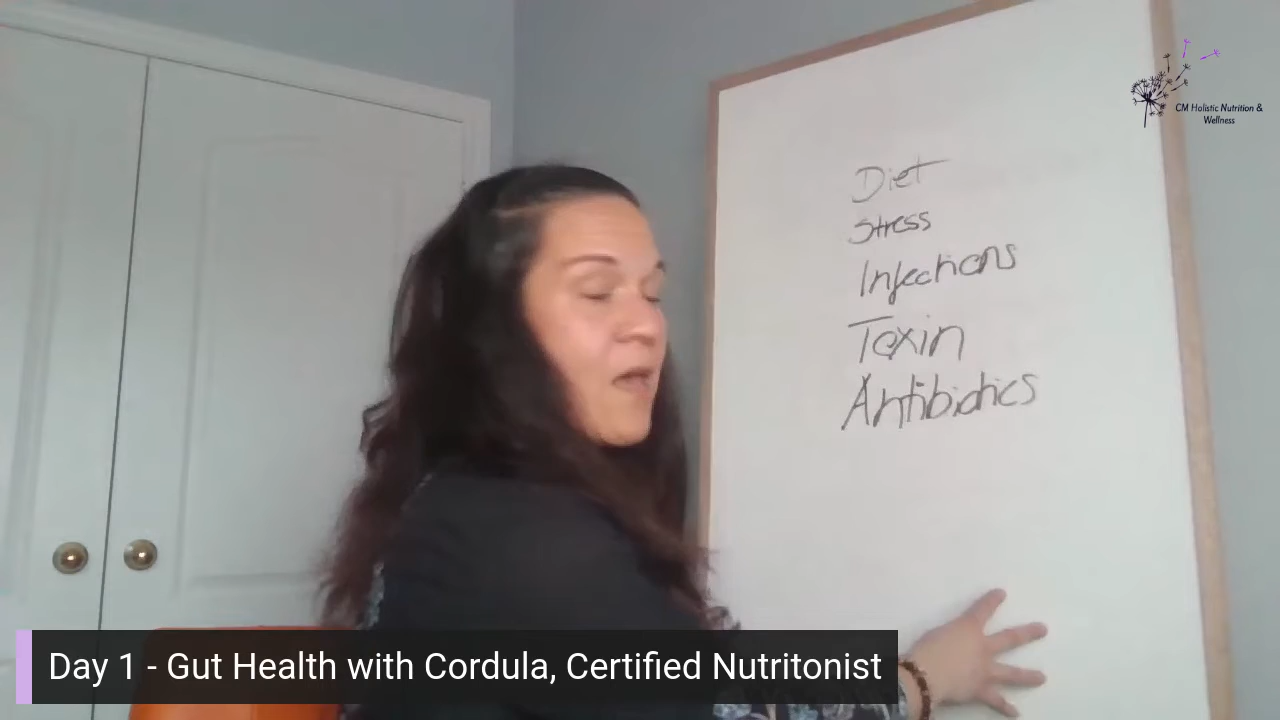 CM Holistic Nutrition &
Wellness
Diet
Stress
Infections
Toxin
Antibiotics
Day 1 - Gut Health with Cordula, Certified Nutritonist